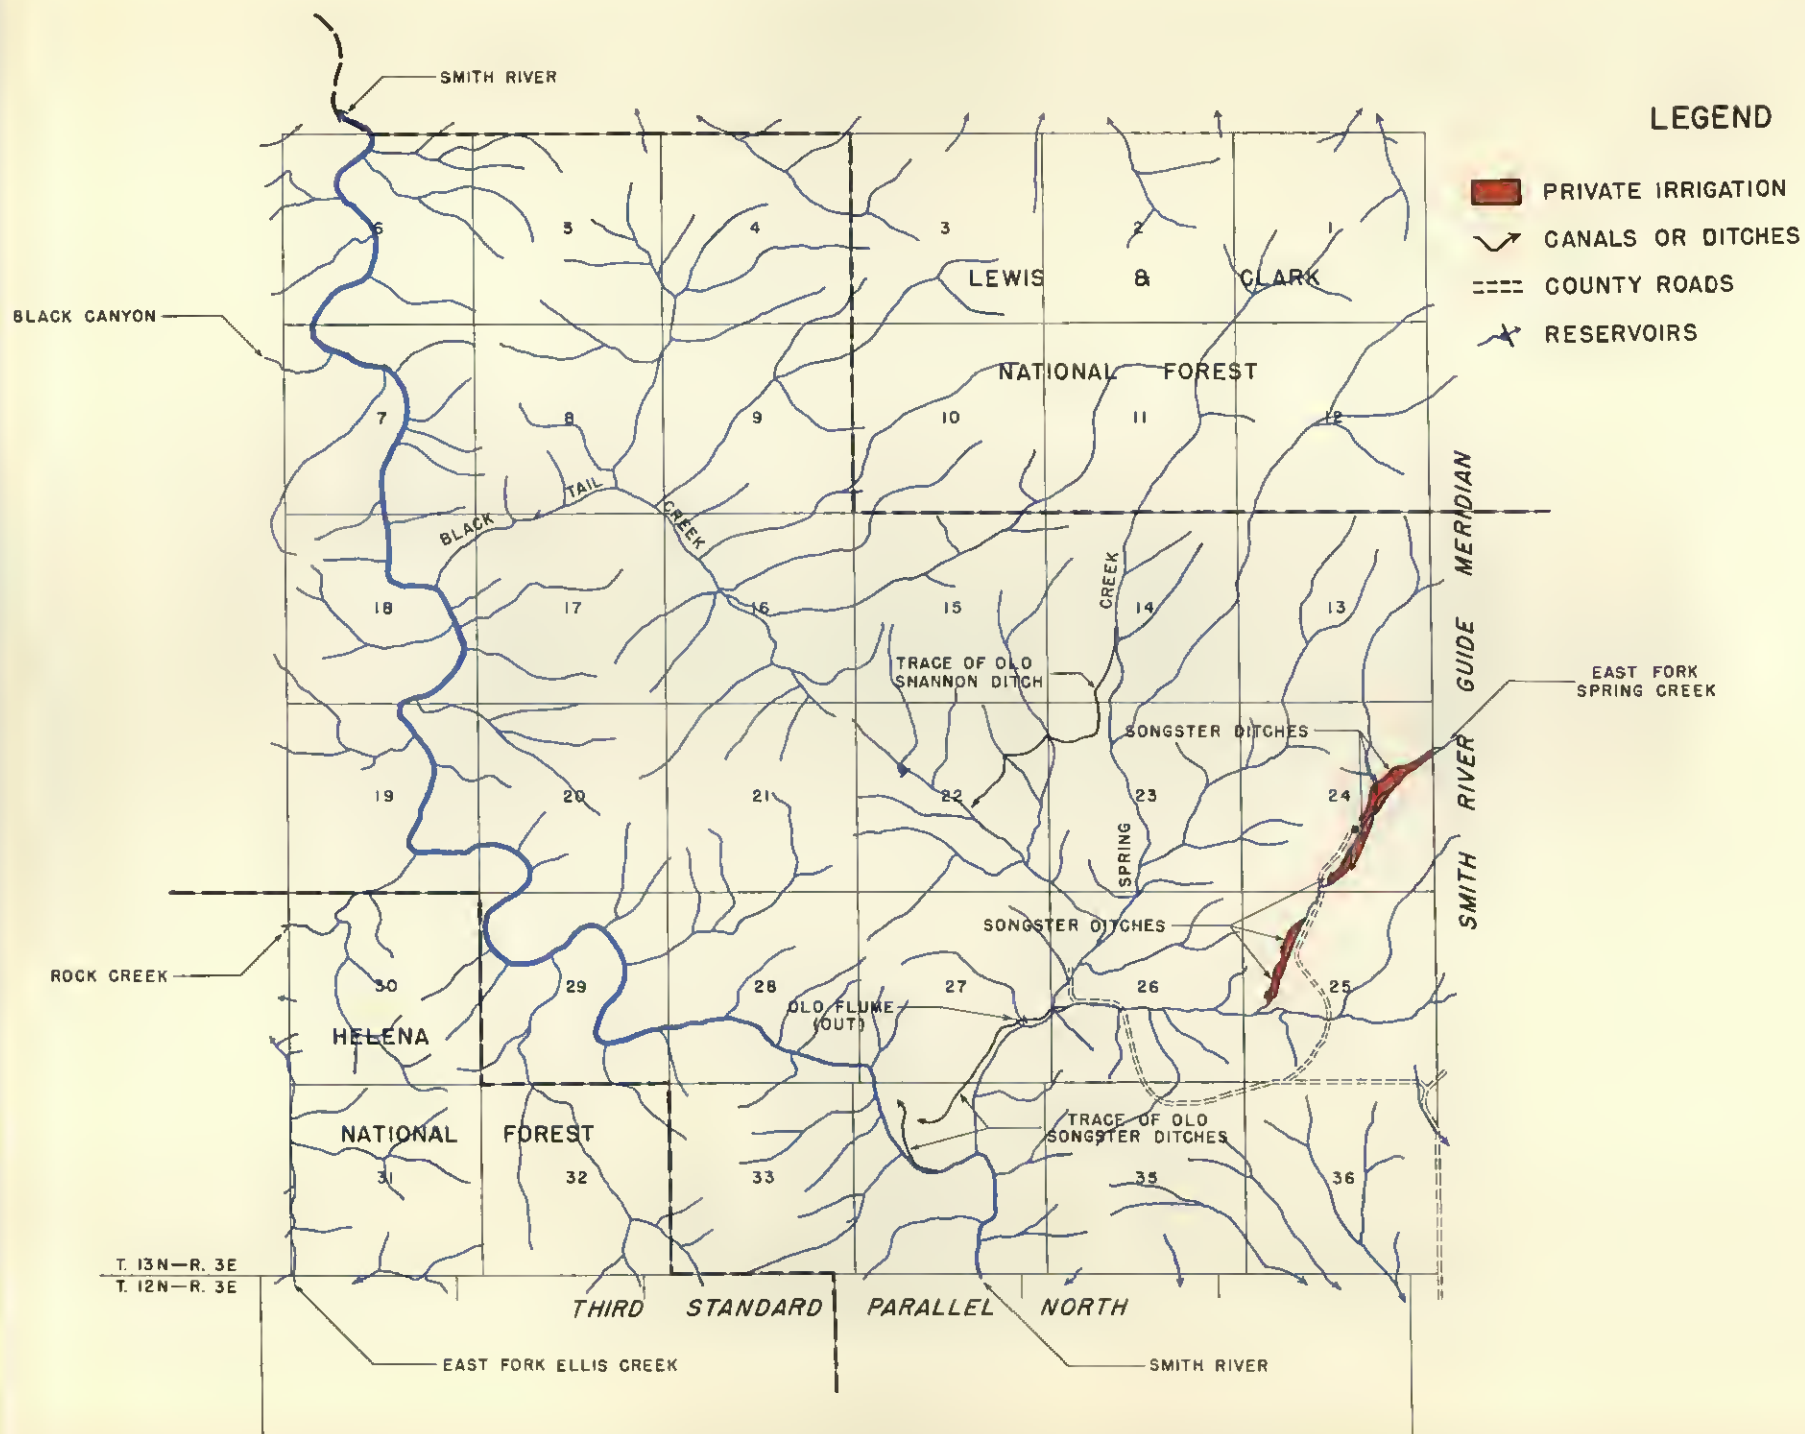 SMITH RIVER
LEGEND
PRIVATE IRRIGATION
CANALS OR DITCHES
COUNTY ROADS
RESERVOIRS
6
5
4
3
2
1
LEWIS & CLARK
BLACK CANYON
NATIONAL FOREST
7
8
9
10
11
12
BLACK TAIL CREEK
SMITH RIVER GUIDE MERIDIAN
18
17
16
15
14
13
SPRING CREEK
TRACE OF OLD
SHANNON DITCH
EAST FORK
SPRING CREEK
SONGSTER DITCHES
19
20
21
22
23
24
SONGSTER DITCHES
ROCK CREEK
30
29
28
27
26
25
OLD FLUME
(OUT)
HELENA
NATIONAL FOREST
TRACE OF OLD
SONGSTER DITCHES
31
32
33
35
36
T. 13N—R. 3E
T. 12N—R. 3E
THIRD STANDARD PARALLEL NORTH
EAST FORK ELLIS CREEK
SMITH RIVER